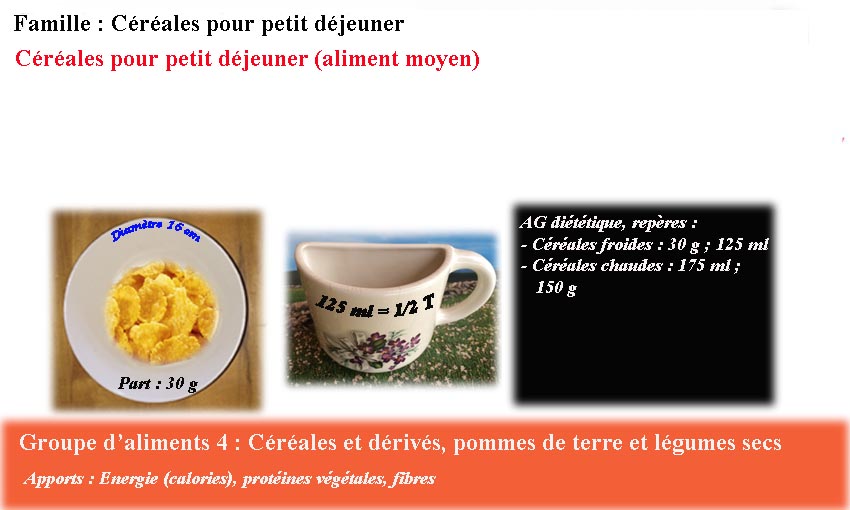 Famille : Céréales pour petit déjeuner
Céréales pour petit déjeuner (aliment moyen)
Diamètre 16 cm
Part : 30 g
125 ml = 1/2 T
AG diététique, repères :
- Céréales froides : 30 g ; 125 ml
- Céréales chaudes : 175 ml ;
150 g
Groupe d’aliments 4 : Céréales et dérivés, pommes de terre et légumes secs
Apports : Energie (calories), protéines végétales, fibres